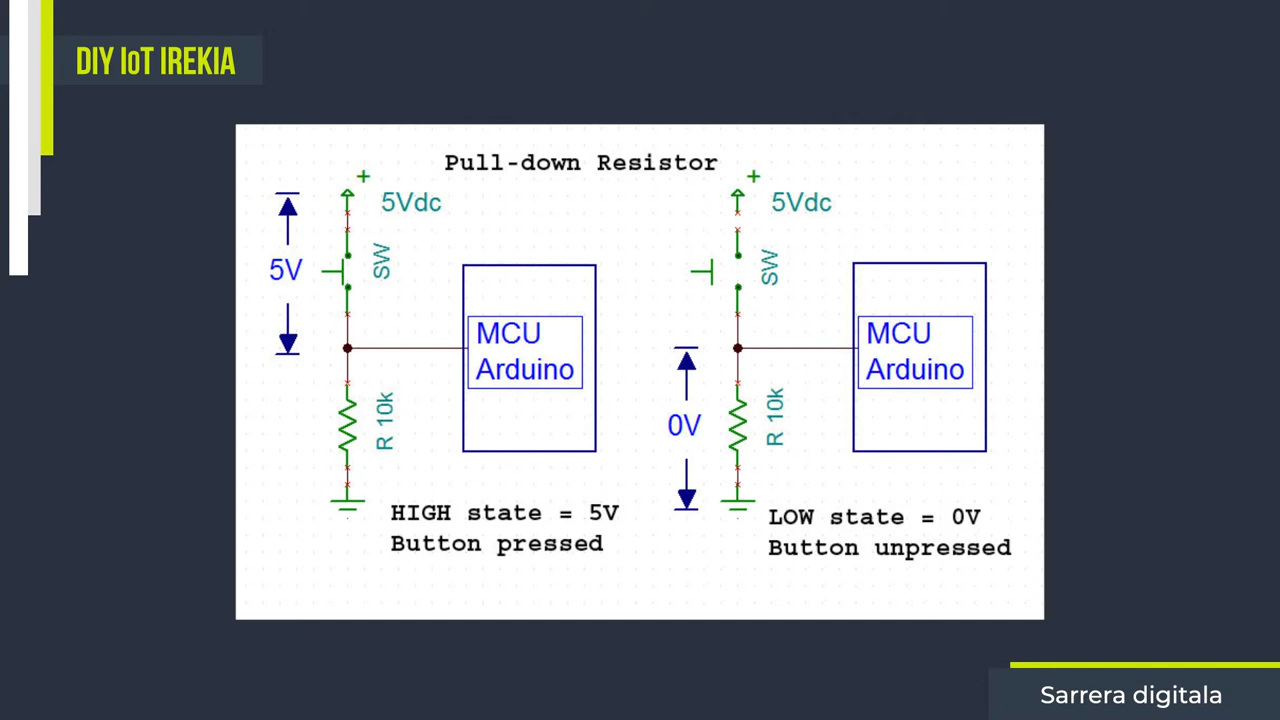 DIY IoT IREKIA
Pull-down Resistor
+
5Vdc
SW
5V
MCU
Arduino
R 10k
HIGH state = 5V
Button pressed
+
5Vdc
SW
MCU
Arduino
0V
R 10k
LOW state = 0V
Button unpressed
Sarrera digitala